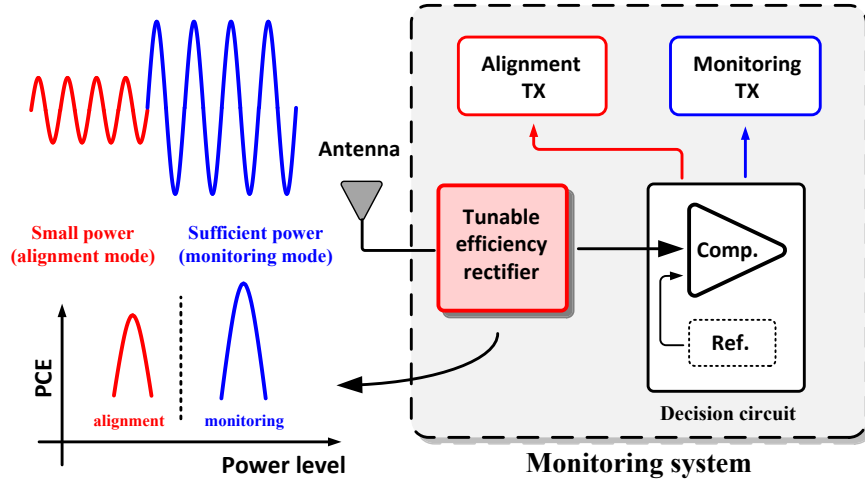 Small power
(alignment mode)
Sufficient power
(monitoring mode)
PCE
alignment
monitoring
Power level
Antenna
Alignment
TX
Monitoring
TX
Tunable
efficiency
rectifier
Comp.
Ref.
Decision circuit
Monitoring system